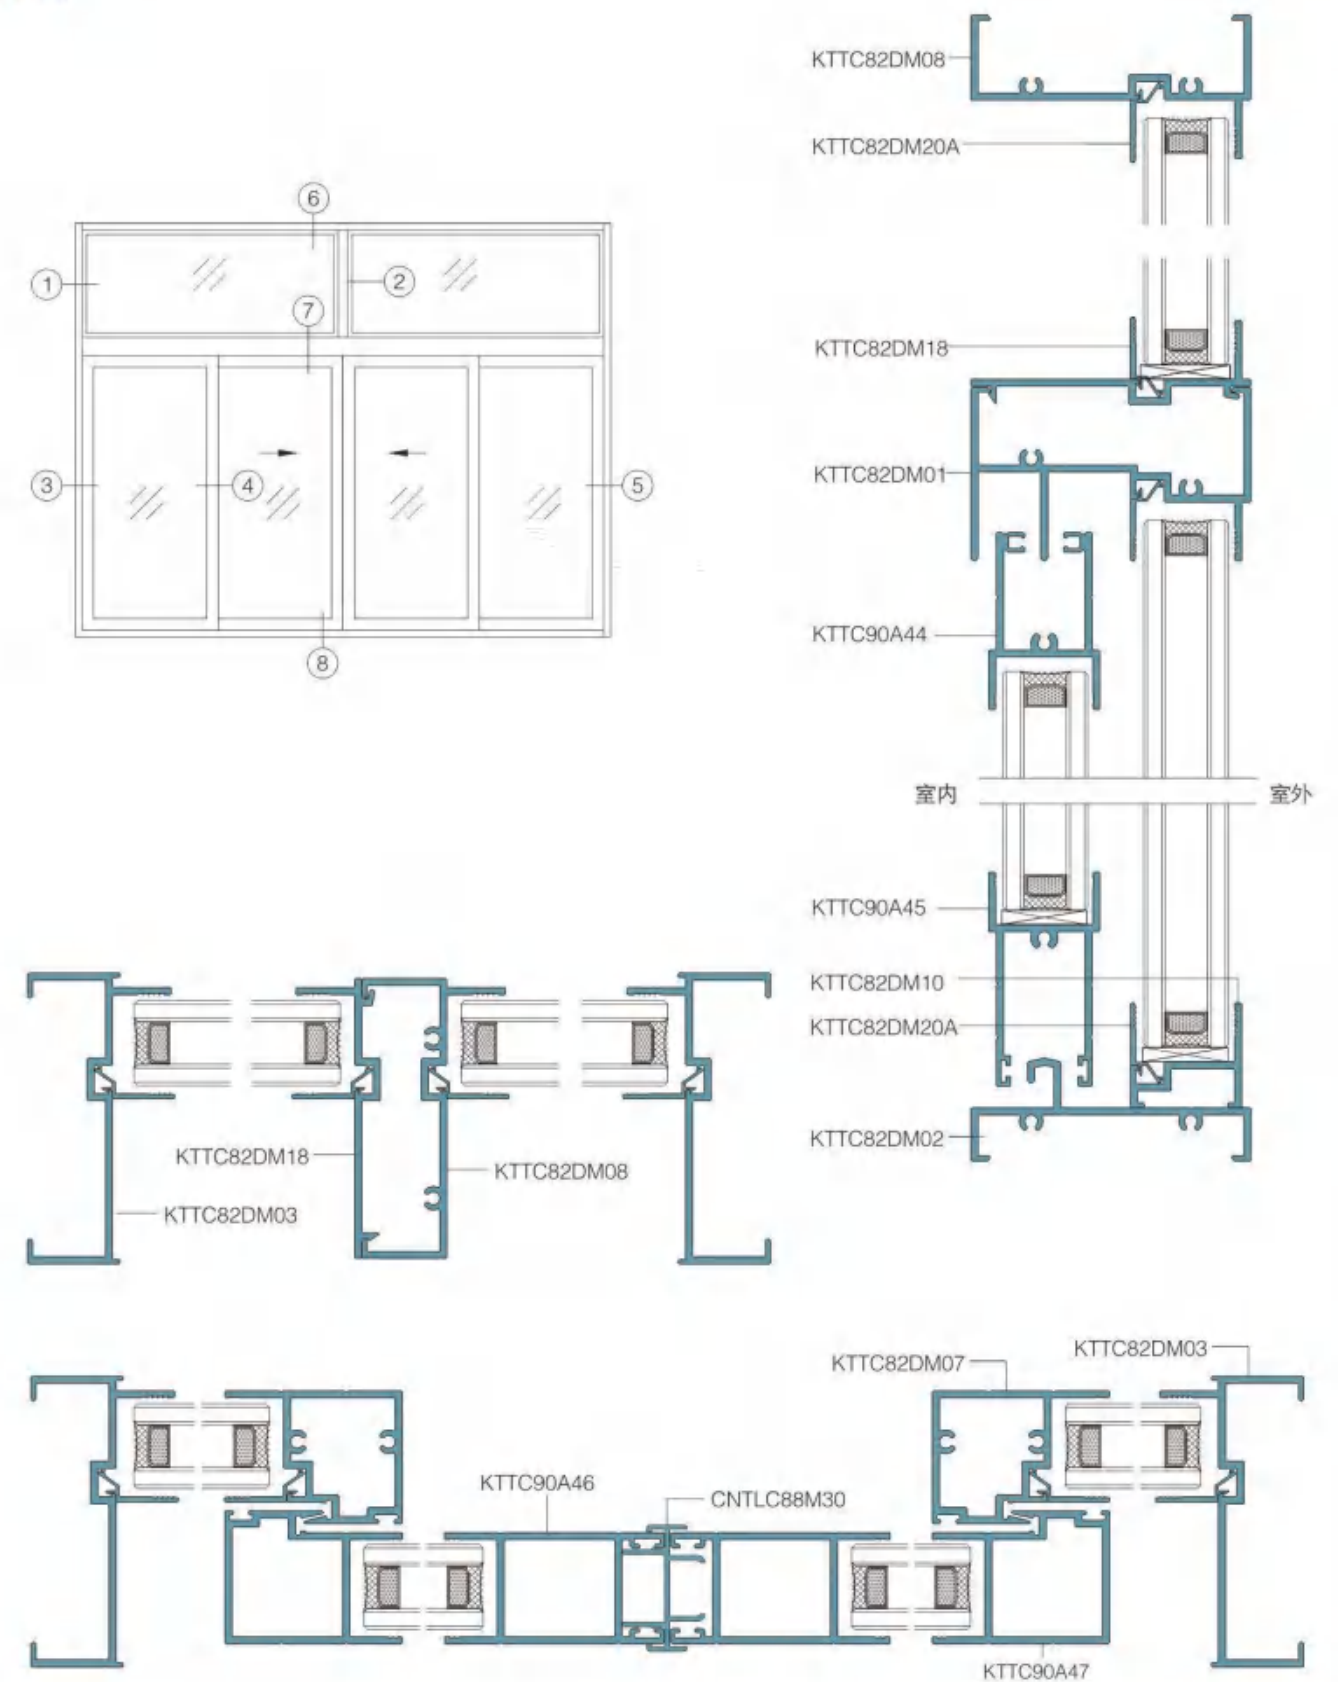 KTTC82DM08
KTTC82DM20A
6
1
2
7
KTTC82DM18
KTTC82DM01
3
4
5
KTTC90A44
8
室内
室外
KTTC90A45
KTTC82DM10
KTTC82DM20A
KTTC82DM02
KTTC82DM18
KTTC82DM08
KTTC82DM03
KTTC82DM03
KTTC82DM07
KTTC90A46
CNTLC88M30
KTTC90A47